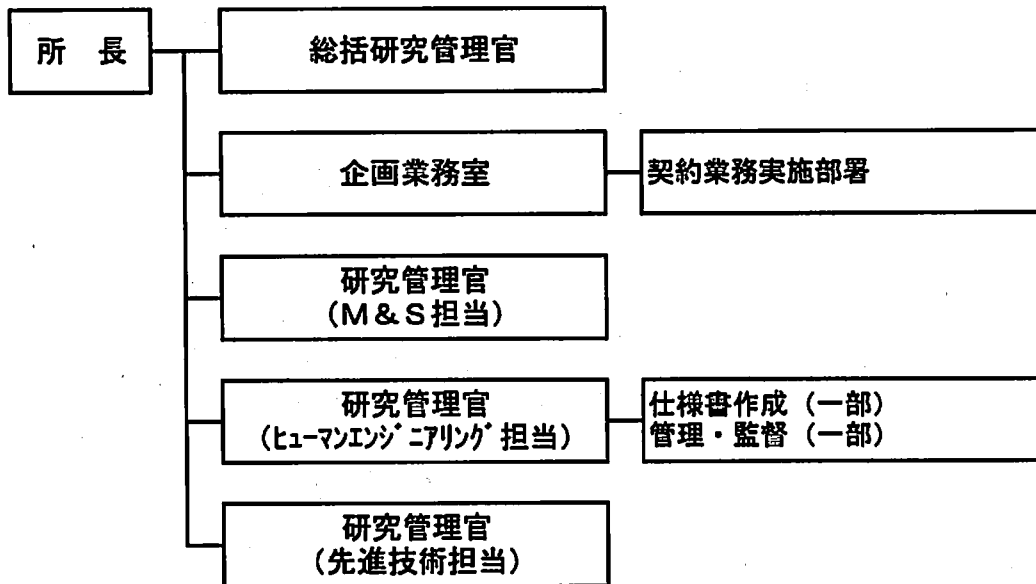 所　長
総括研究管理官
企画業務室
契約業務実施部署
研究管理官
(M＆S担当)
研究管理官
(ﾋｭｰﾏﾝｴﾝｼﾞﾆｱﾘﾝｸﾞ担当)
仕様書作成（一部）
管理・監督（一部）
研究管理官
(先進技術担当)